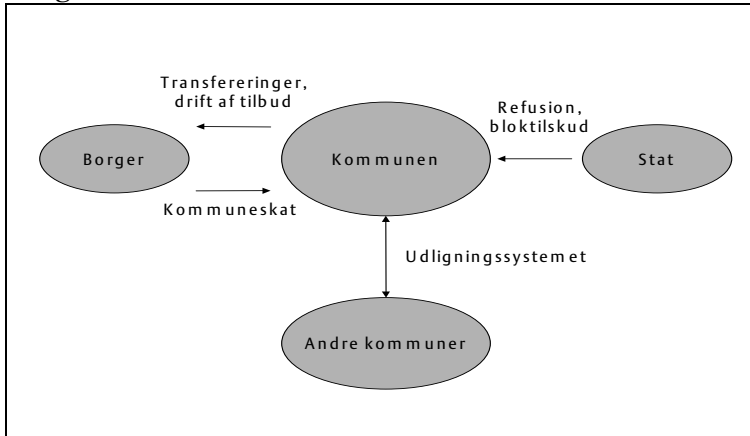 Transfereringer,
drift af tilbud
Refusion,
bloktilskud
Borger
Kommunen
Stat
Kommuneskat
Udligningssystemet
Andre kommuner